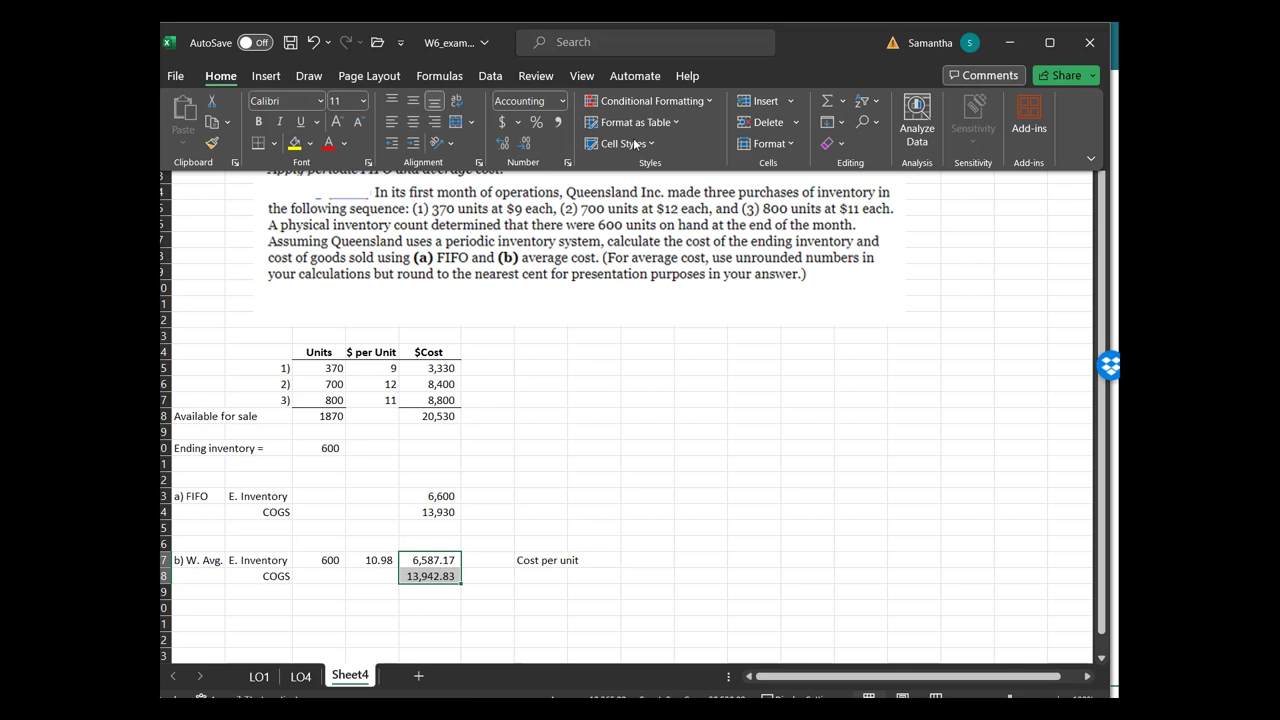 AutoSave Off W6_exam... Search Samantha S
File Home Insert Draw Page Layout Formulas Data Review View Automate Help Comments Share
Paste Calibri 11 Accounting Conditional Formatting Insert
B I U A $ % Format as Table Delete Analyze Data Sensitivity Add-ins
Cell Styles Format
Clipboard Font Alignment Number Styles Cells Editing Analysis Sensitivity Add-ins
Apply periodic FIFO and average cost.
In its first month of operations, Queensland Inc. made three purchases of inventory in
the following sequence: (1) 370 units at $9 each, (2) 700 units at $12 each, and (3) 800 units at $11 each.
A physical inventory count determined that there were 600 units on hand at the end of the month.
Assuming Queensland uses a periodic inventory system, calculate the cost of the ending inventory and
cost of goods sold using (a) FIFO and (b) average cost. (For average cost, use unrounded numbers in
your calculations but round to the nearest cent for presentation purposes in your answer.)
Units $ per Unit $Cost
1) 370 9 3,330
2) 700 12 8,400
3) 800 11 8,800
Available for sale 1870 20,530
Ending inventory = 600
a) FIFO E. Inventory 6,600
COGS 13,930
b) W. Avg. E. Inventory 600 10.98 6,587.17 Cost per unit
COGS 13,942.83
LO1 LO4 Sheet4